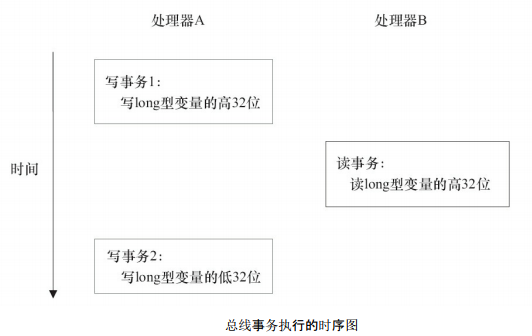 处理器A
处理器B
写事务1：
写long型变量的高32位
时间
读事务：
读long型变量的高32位
写事务2：
写long型变量的低32位
总线事务执行的时序图